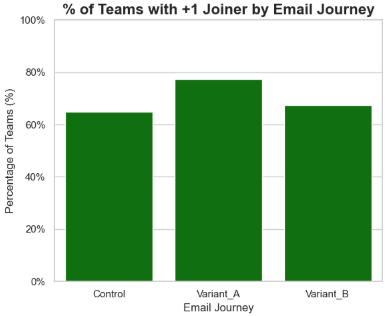 % of Teams with +1 Joiner by Email Journey
100%
80%
60%
40%
20%
0%
Percentage of Teams (%)
Control Variant_A Variant_B
Email Journey